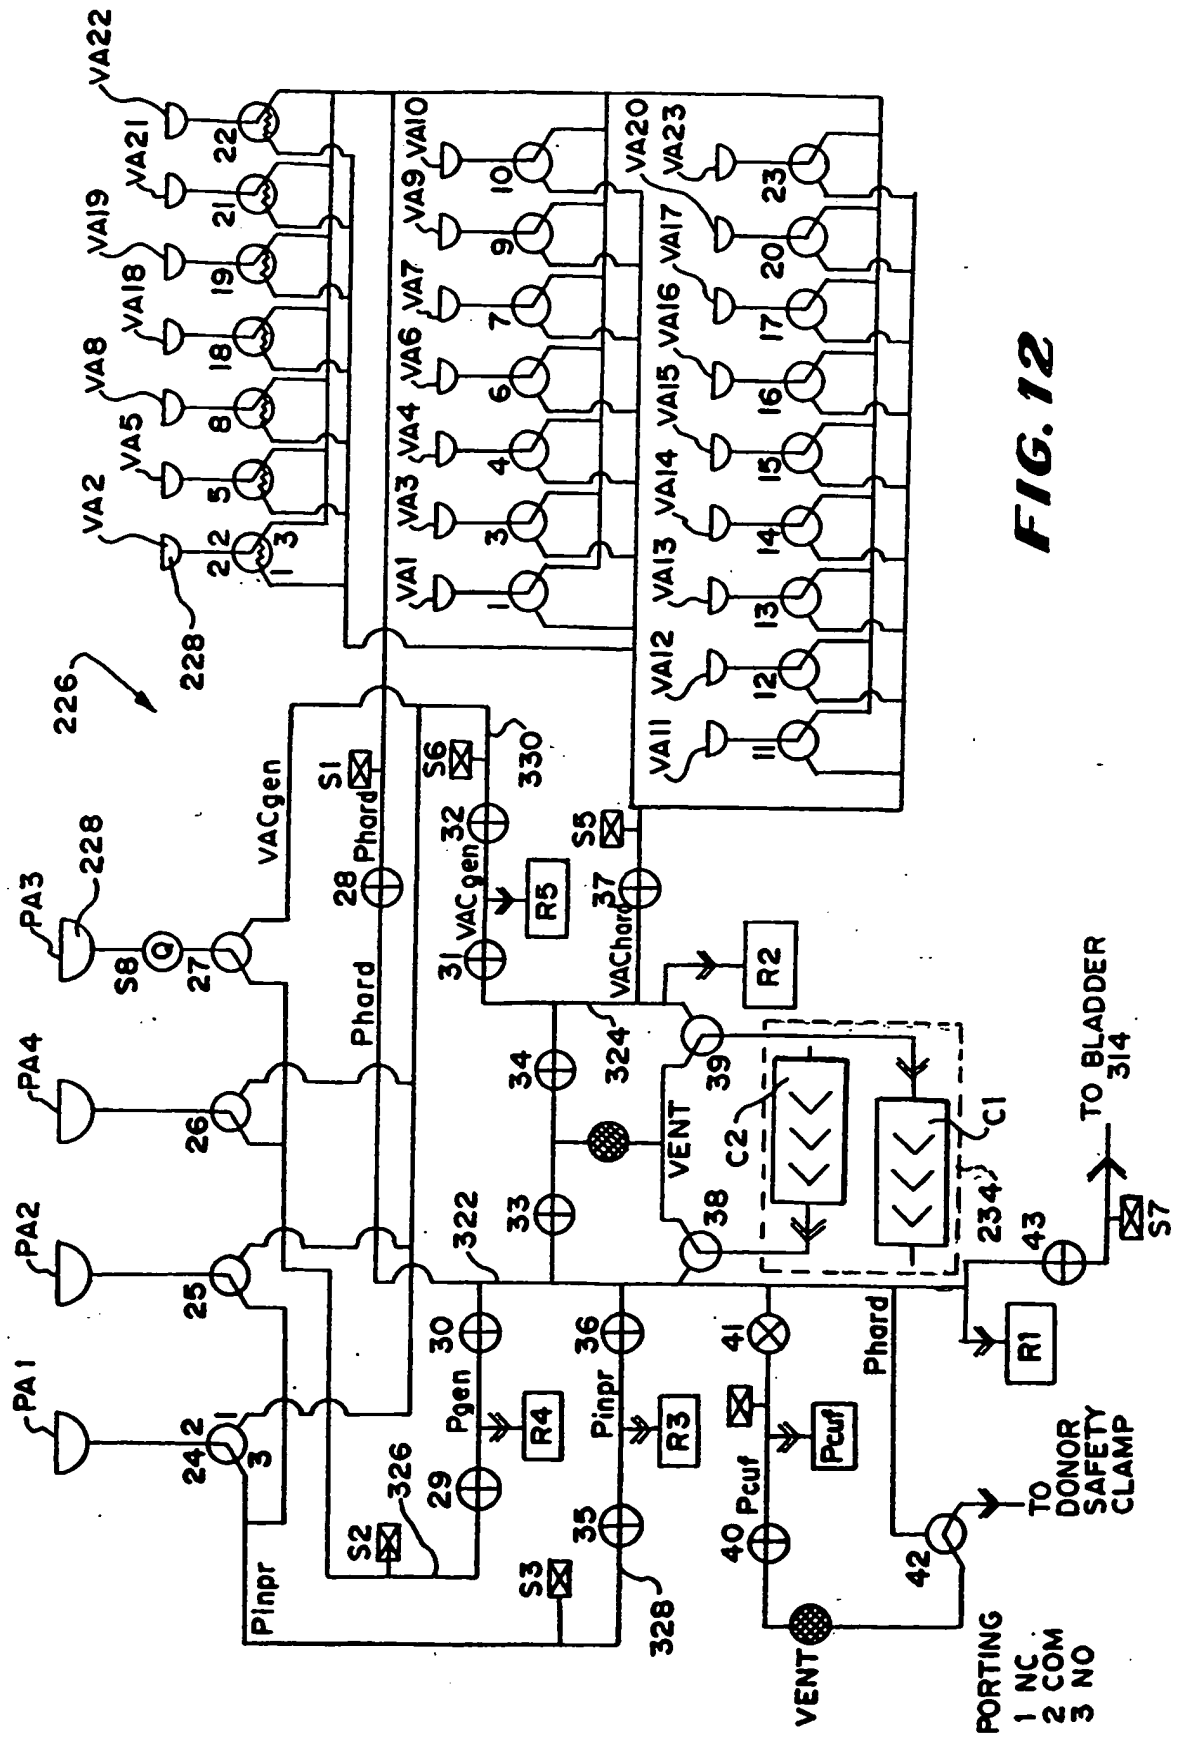 226
228
VA2
VA5
VA8
VA18
VA19
VA21
VA22
2
2
1
3
5
8
18
19
21
22
VA1
VA3
VA4
VA6
VA7
VA9
VA10
1
3
4
6
7
9
10
VA11
VA12
VA13
VA14
VA15
VA16
VA17
VA20
VA23
11
12
13
14
15
16
17
20
23
PA1
PA2
PA4
PA3
228
S8
Q
24
2
1
3
25
26
27
VACgen
Pinpr
S2
326
29
Pgen
30
R4
322
Phard
28
Phard
S1
31
VACgen
32
S6
330
R5
S3
328
35
Pinpr
36
R3
33
34
324
VAChard
37
S5
R2
VENT
38
39
C2
C1
234
40
Pcuf
41
Pcuf
VENT
Phard
42
R1
43
S7
TO BLADDER
314
TO
DONOR
SAFETY
CLAMP
PORTING
1 NC
2 COM
3 NO
FIG. 12